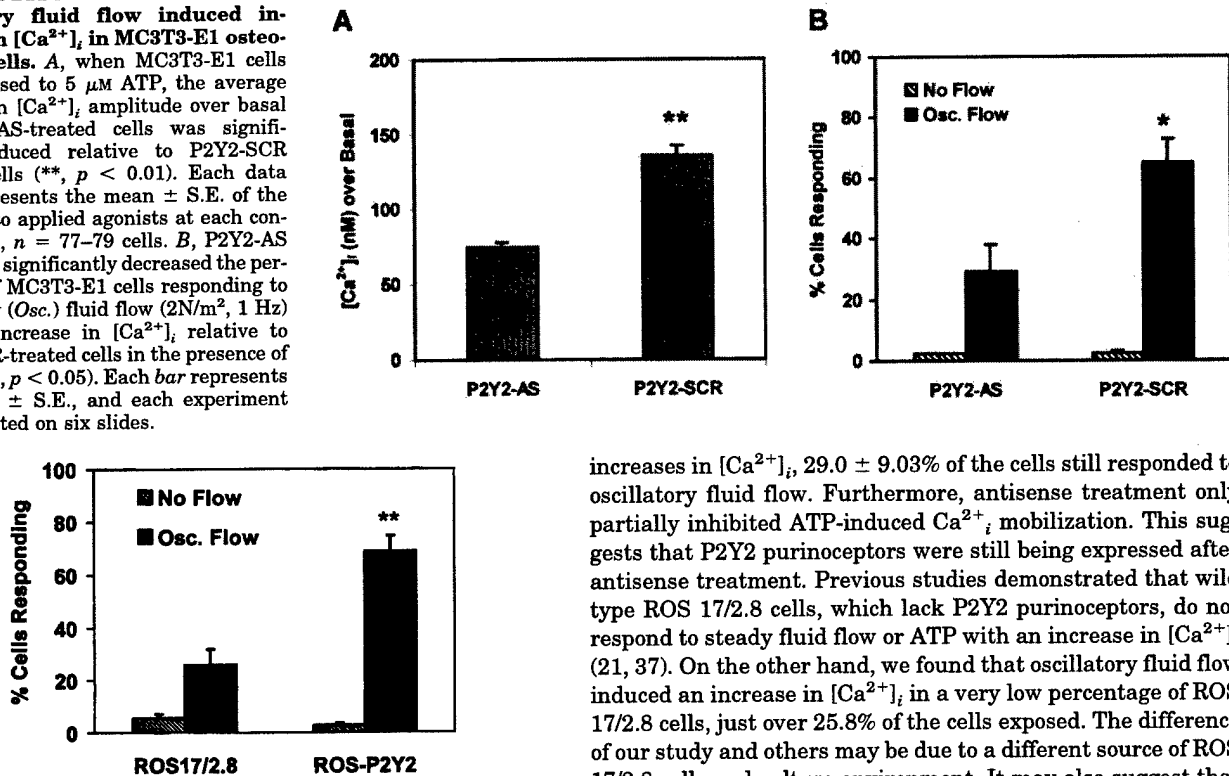 ry fluid flow induced in-
n [Ca²⁺]ᵢ in MC3T3-E1 osteo-
ells. A, when MC3T3-E1 cells
sed to 5 μM ATP, the average
n [Ca²⁺]ᵢ amplitude over basal
AS-treated cells was signifi-
duced relative to P2Y2-SCR
lls (**, p < 0.01). Each data
esents the mean ± S.E. of the
o applied agonists at each con-
, n = 77–79 cells. B, P2Y2-AS
significantly decreased the per-
f MC3T3-E1 cells responding to
(Osc.) fluid flow (2N/m², 1 Hz)
ncrease in [Ca²⁺]ᵢ relative to
R-treated cells in the presence of
, p < 0.05). Each bar represents
± S.E., and each experiment
ted on six slides.
A
[Ca²⁺]ᵢ (nM) over Basal
200
150
100
50
0
**
P2Y2-AS
P2Y2-SCR
B
% Cells Responding
100
80
60
40
20
0
No Flow
Osc. Flow
*
P2Y2-AS
P2Y2-SCR
% Cells Responding
100
80
60
40
20
0
No Flow
Osc. Flow
**
ROS17/2.8
ROS-P2Y2
increases in [Ca²⁺]ᵢ, 29.0 ± 9.03% of the cells still responded t
oscillatory fluid flow. Furthermore, antisense treatment onl
partially inhibited ATP-induced Ca²⁺ᵢ mobilization. This sug
gests that P2Y2 purinoceptors were still being expressed afte
antisense treatment. Previous studies demonstrated that wil
type ROS 17/2.8 cells, which lack P2Y2 purinoceptors, do no
respond to steady fluid flow or ATP with an increase in [Ca²⁺]
(21, 37). On the other hand, we found that oscillatory fluid flow
induced an increase in [Ca²⁺]ᵢ in a very low percentage of ROS
17/2.8 cells, just over 25.8% of the cells exposed. The differenc
of our study and others may be due to a different source of ROS